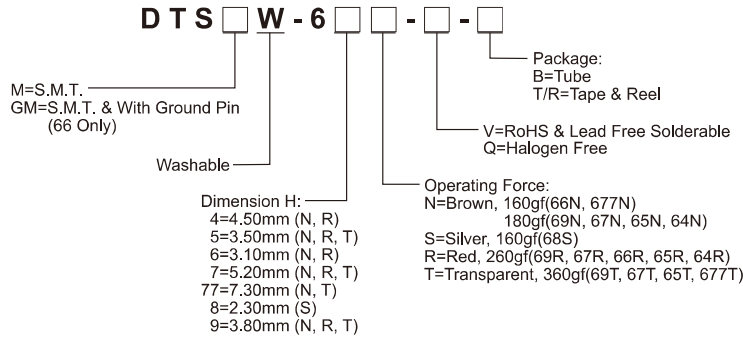 DTS□W-6□□-□-□
M=S.M.T.
GM=S.M.T. & With Ground Pin
(66 Only)
Washable
Dimension H:
4=4.50mm (N, R)
5=3.50mm (N, R, T)
6=3.10mm (N, R)
7=5.20mm (N, R, T)
77=7.30mm (N, T)
8=2.30mm (S)
9=3.80mm (N, R, T)
Operating Force:
N=Brown, 160gf(66N, 677N)
180gf(69N, 67N, 65N, 64N)
S=Silver, 160gf(68S)
R=Red, 260gf(69R, 67R, 66R, 65R, 64R)
T=Transparent, 360gf(69T, 67T, 65T, 677T)
V=RoHS & Lead Free Solderable
Q=Halogen Free
Package:
B=Tube
T/R=Tape & Reel